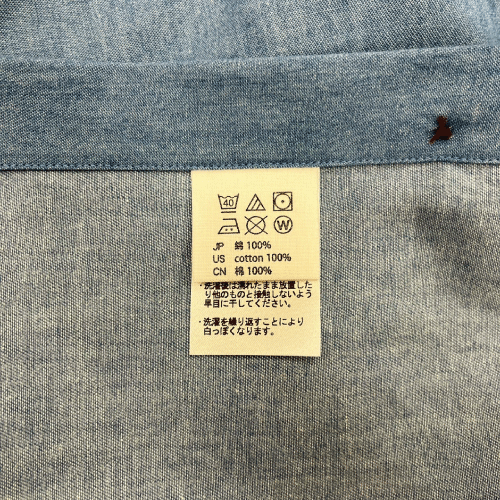 40
W
JP 綿 100%
US cotton 100%
CN 棉 100%
・洗濯後は濡れたまま放置した
り他のものと接触しないよう
早目に干してください。
・洗濯を繰り返すことにより
白っぽくなります。